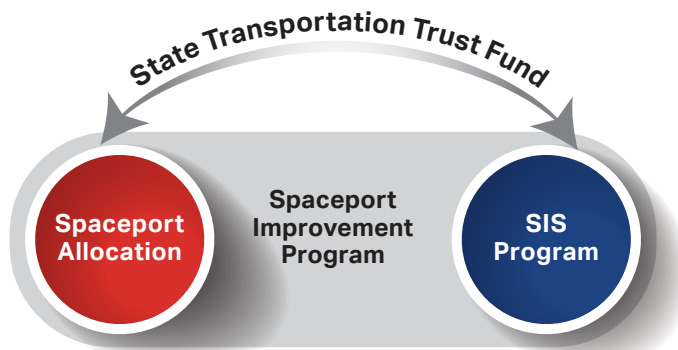 State Transportation Trust Fund
Spaceport
Allocation
Spaceport
Improvement
Program
SIS
Program